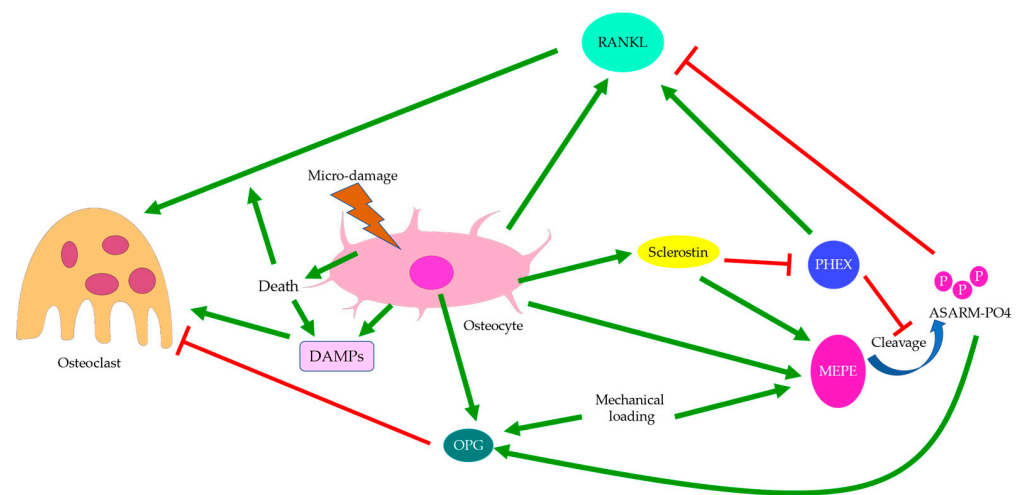 RANKL
Micro-damage
Sclerostin
PHEX
P
P
P
Death
ASARM-PO4
Osteocyte
Cleavage
Osteoclast
DAMPs
MEPE
Mechanical
loading
OPG